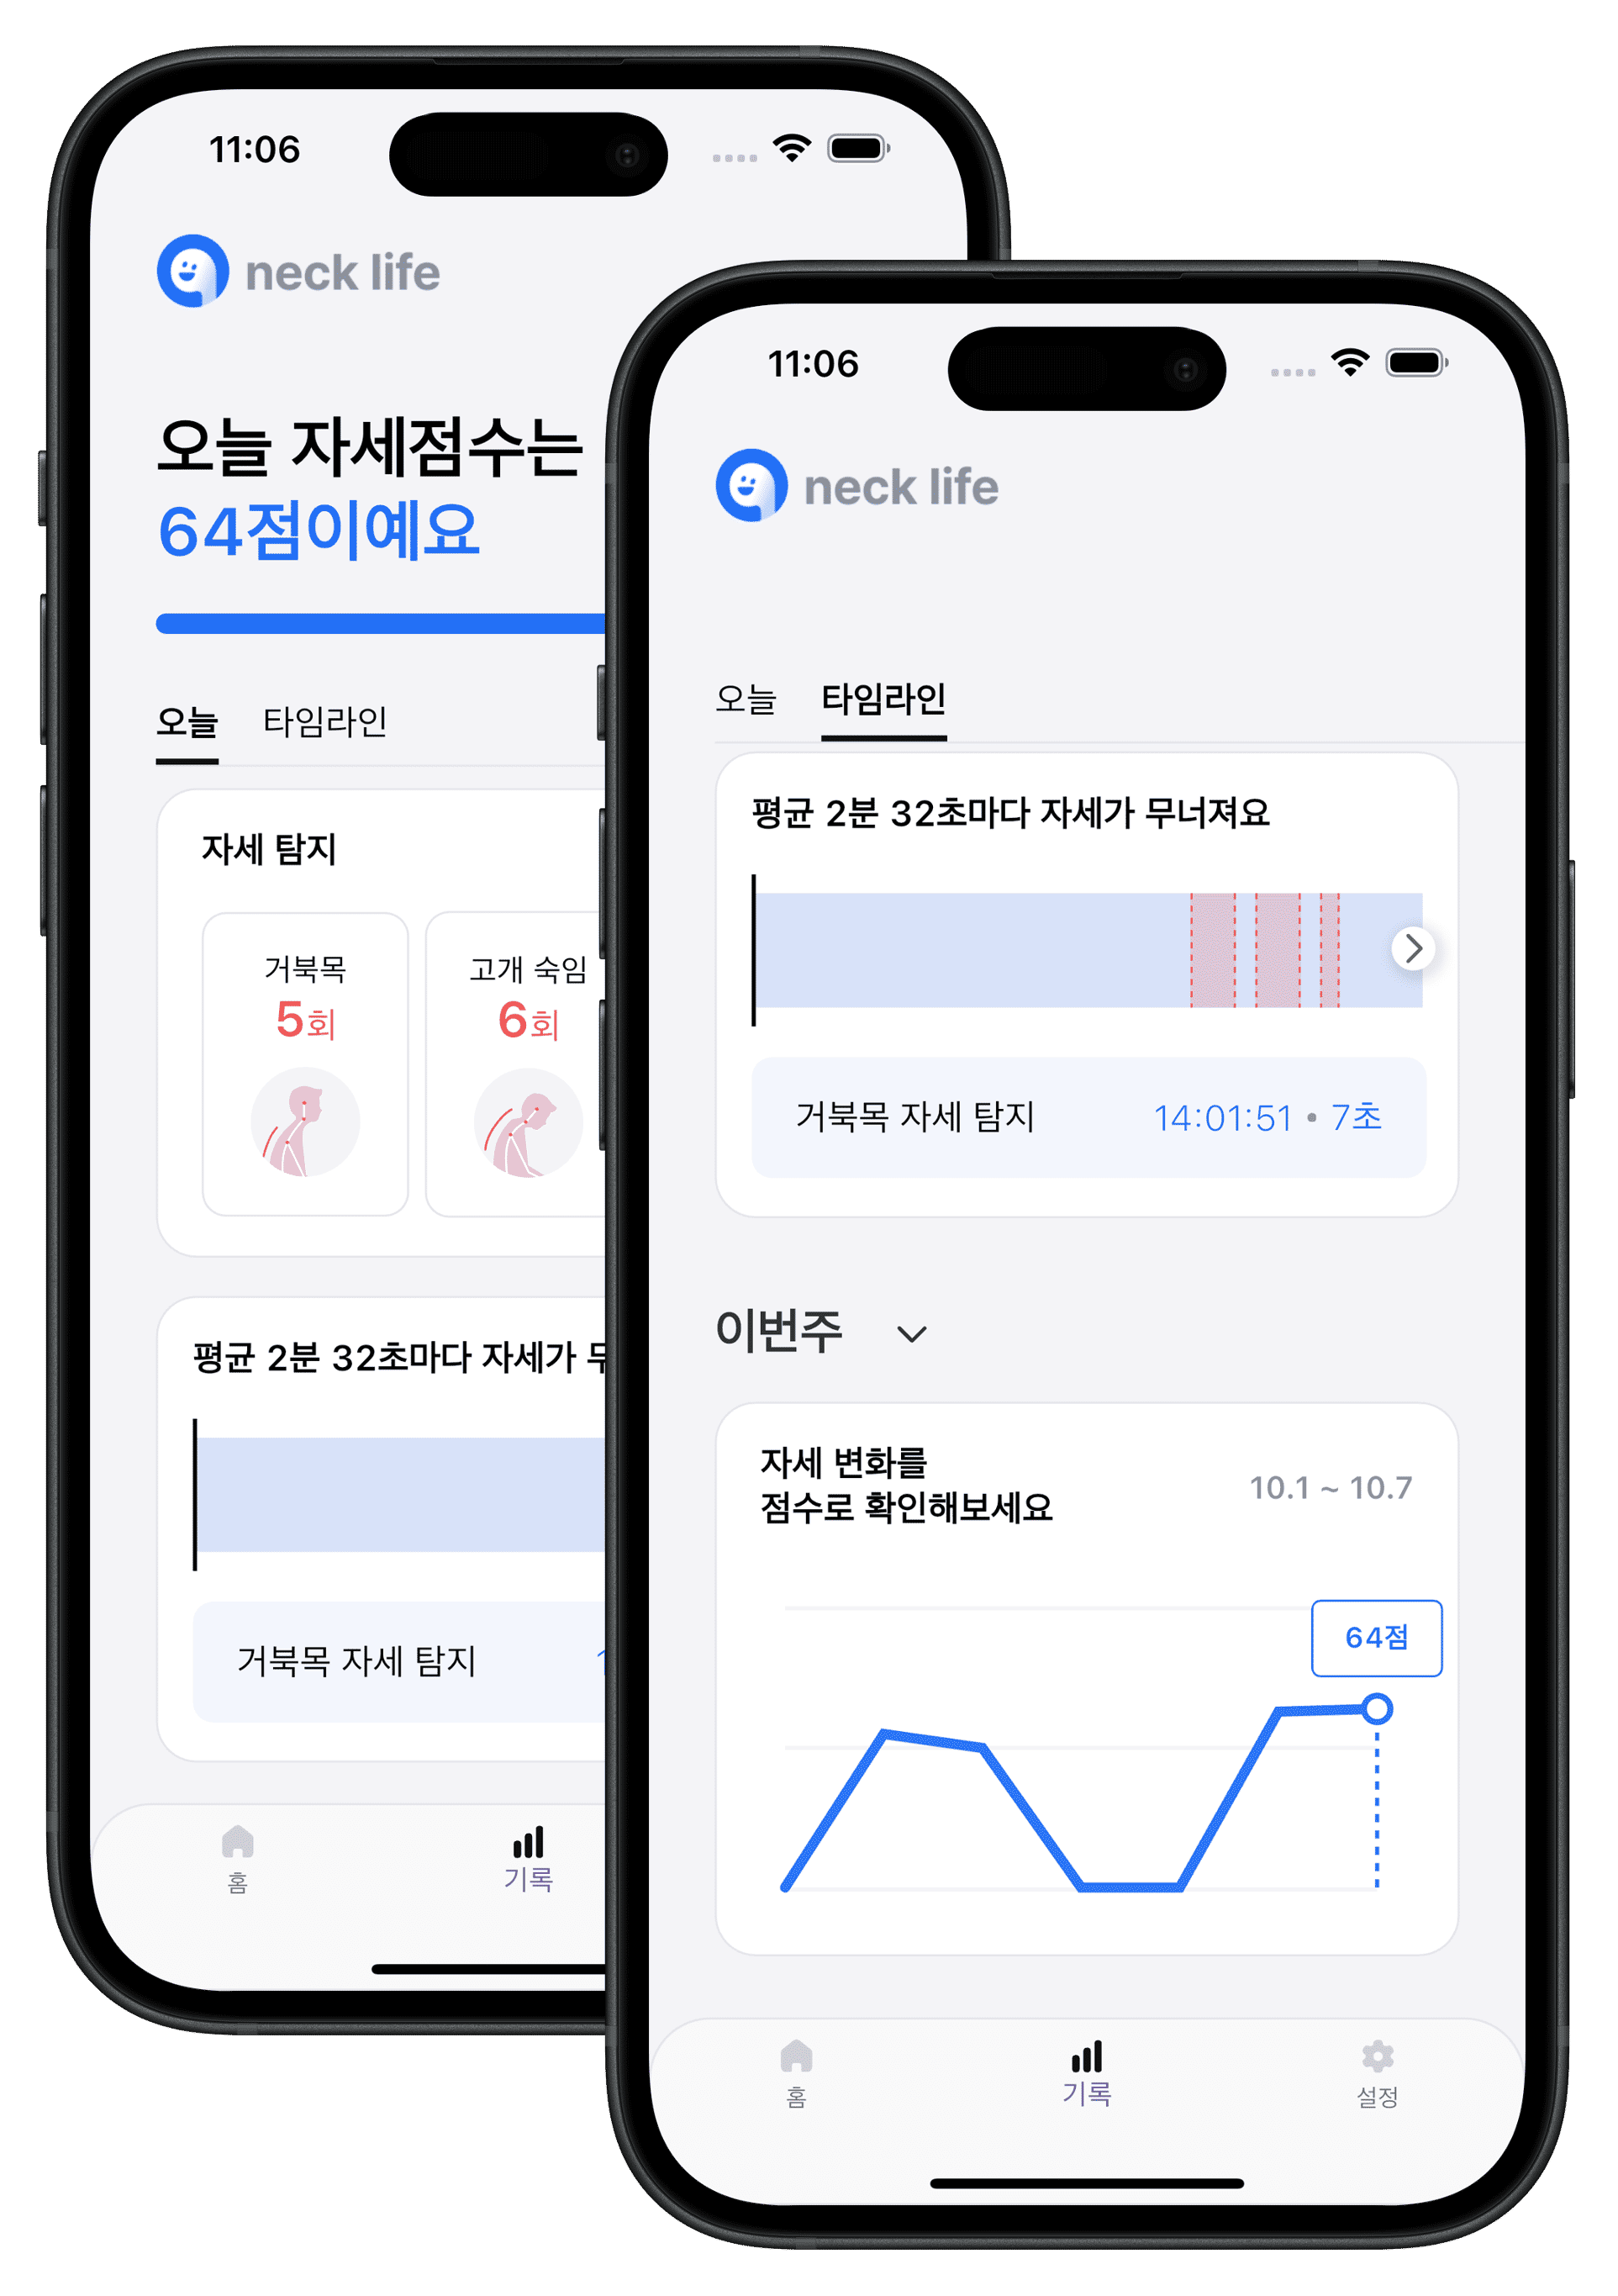 11:06
neck life
오늘 자세점수는
64점이예요
오늘 타임라인
자세 탐지
거북목
5회
고개 숙임
6회
평균 2분 32초마다 자세가
거북목 자세 탐지
홈
기록
11:06
neck life
오늘 타임라인
평균 2분 32초마다 자세가 무너져요
거북목 자세 탐지 14:01:51 • 7초
이번주
자세 변화를
점수로 확인해보세요
10.1 ~ 10.7
64점
홈
기록
설정